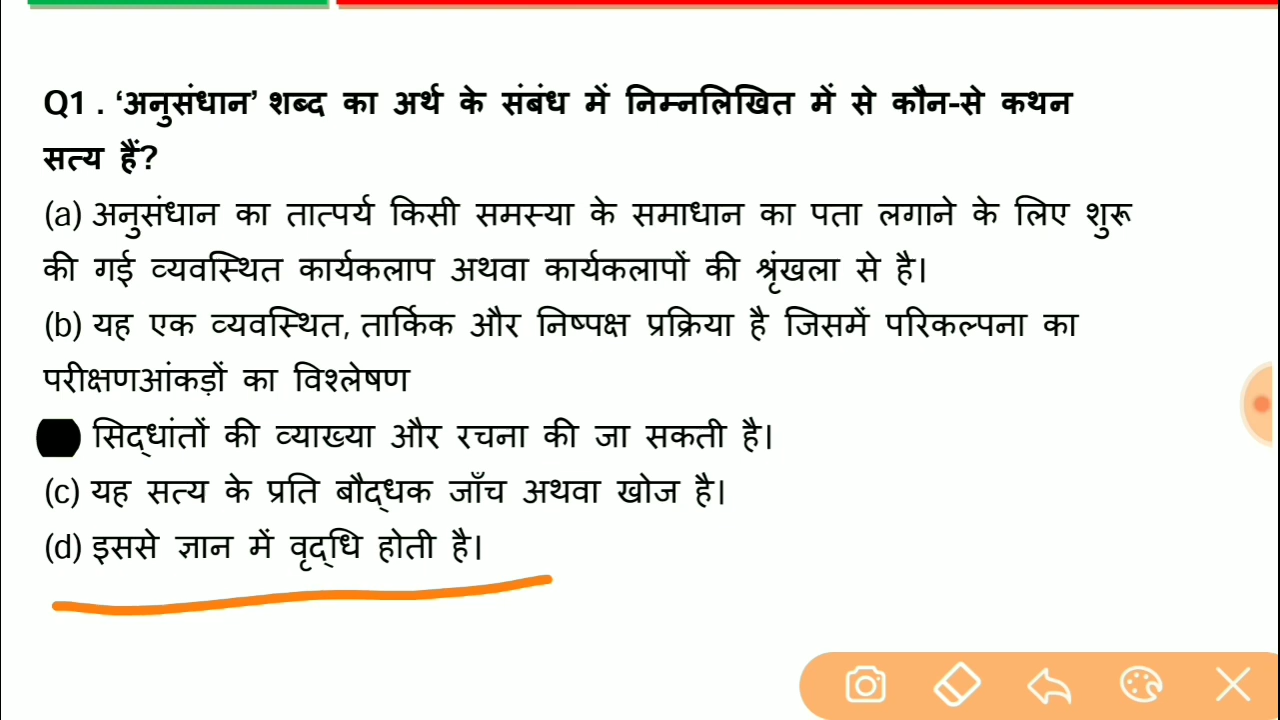 Q1 . ‘अनुसंधान’ शब्द का अर्थ के संबंध में निम्नलिखित में से कौन-से कथन
सत्य हैं?
(a) अनुसंधान का तात्पर्य किसी समस्या के समाधान का पता लगाने के लिए शुरू
की गई व्यवस्थित कार्यकलाप अथवा कार्यकलापों की श्रृंखला से है।
(b) यह एक व्यवस्थित, तार्किक और निष्पक्ष प्रक्रिया है जिसमें परिकल्पना का
परीक्षणआंकड़ों का विश्लेषण
सिद्धांतों की व्याख्या और रचना की जा सकती है।
(c) यह सत्य के प्रति बौद्धक जाँच अथवा खोज है।
(d) इससे ज्ञान में वृद्धि होती है।